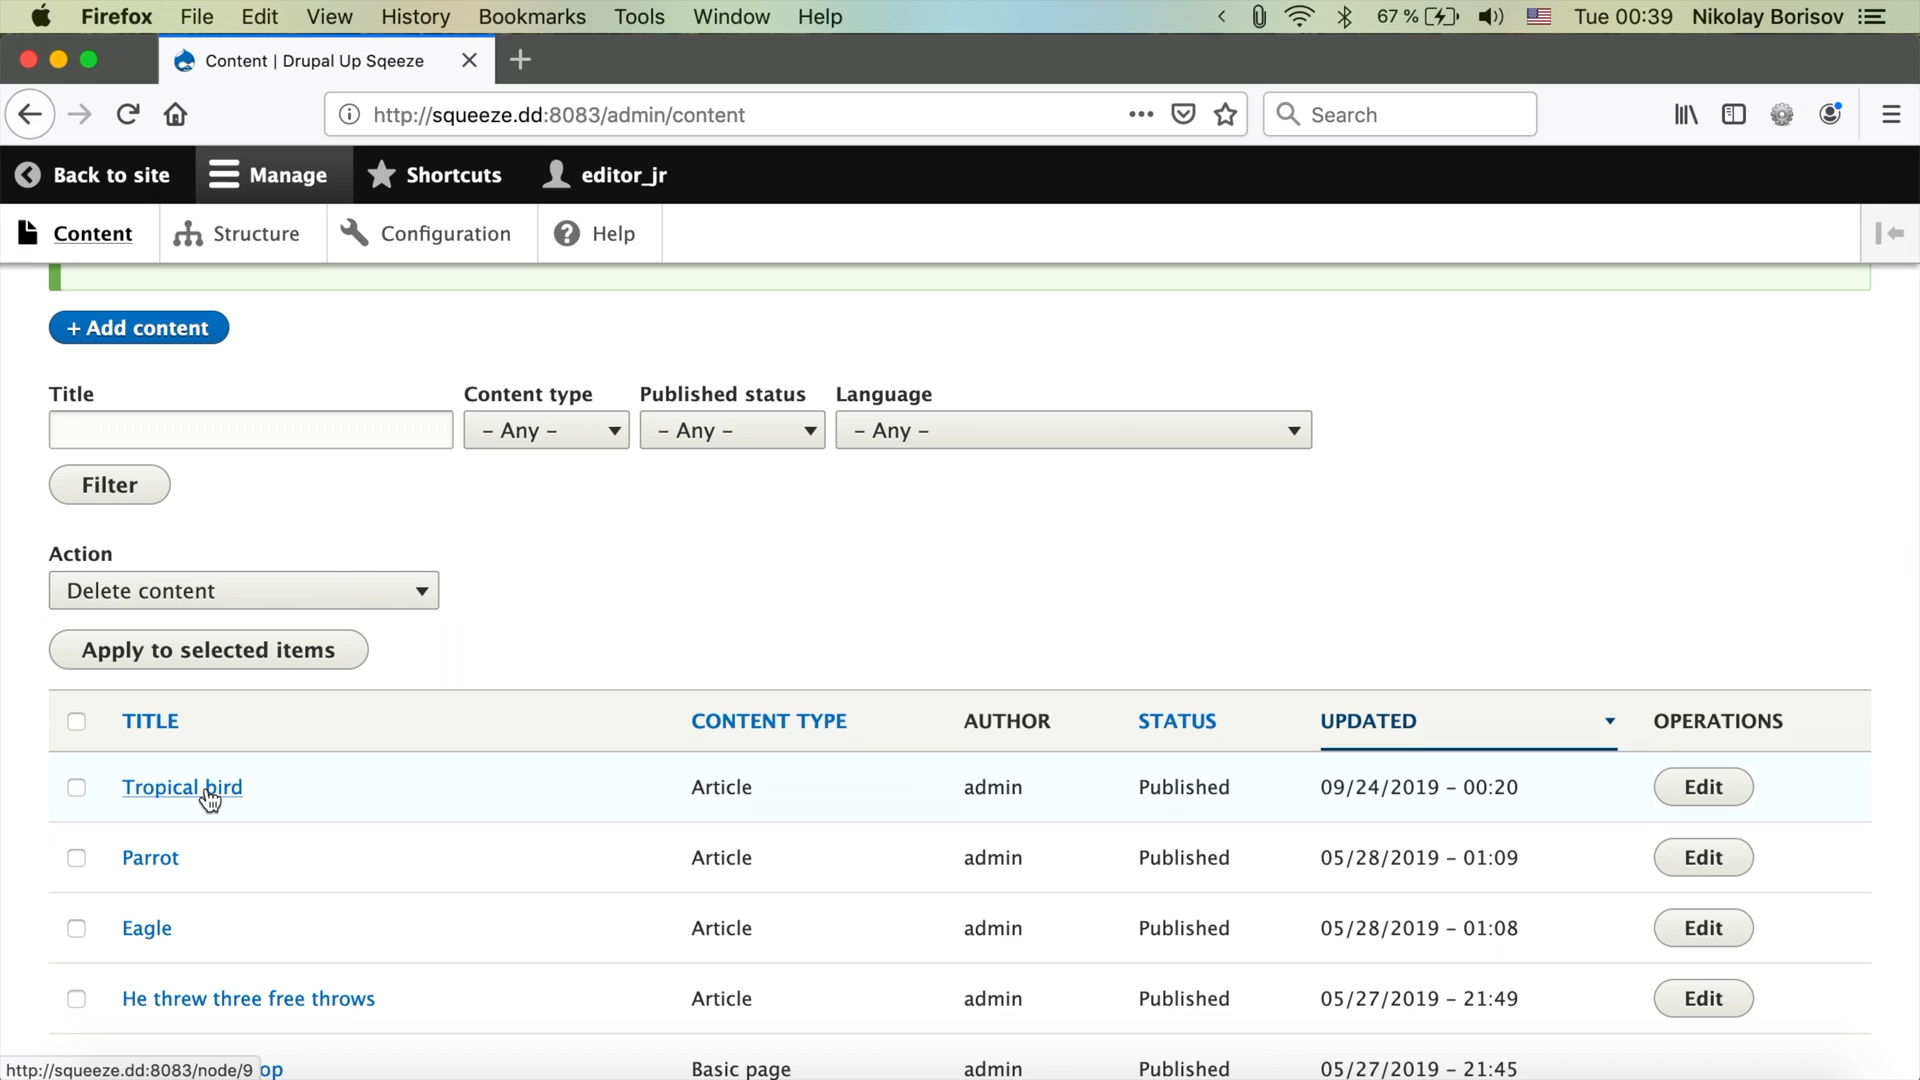 Firefox File Edit View History Bookmarks Tools Window Help 67 % Tue 00:39 Nikolay Borisov
Content | Drupal Up Sqeeze
http://squeeze.dd:8083/admin/content Search
Back to site Manage Shortcuts editor_jr
Content Structure Configuration Help
+ Add content
Title Content type Published status Language
– Any – – Any – – Any –
Filter
Action
Delete content
Apply to selected items
TITLE CONTENT TYPE AUTHOR STATUS UPDATED OPERATIONS
Tropical bird Article admin Published 09/24/2019 – 00:20 Edit
Parrot Article admin Published 05/28/2019 – 01:09 Edit
Eagle Article admin Published 05/28/2019 – 01:08 Edit
He threw three free throws Article admin Published 05/27/2019 – 21:49 Edit
http://squeeze.dd:8083/node/9 op Basic page admin Published 05/27/2019 – 21:45